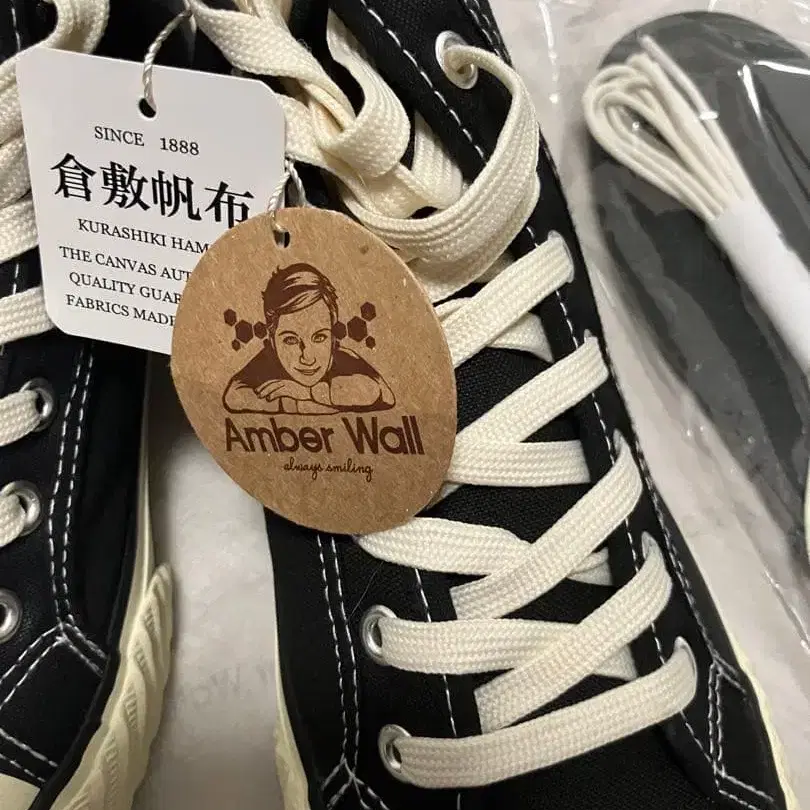 SINCE 1888
倉敷帆布
KURASHIKI HAM
THE CANVAS AUT
QUALITY GUAR
FABRICS MADE
Amber Wall
always smiling